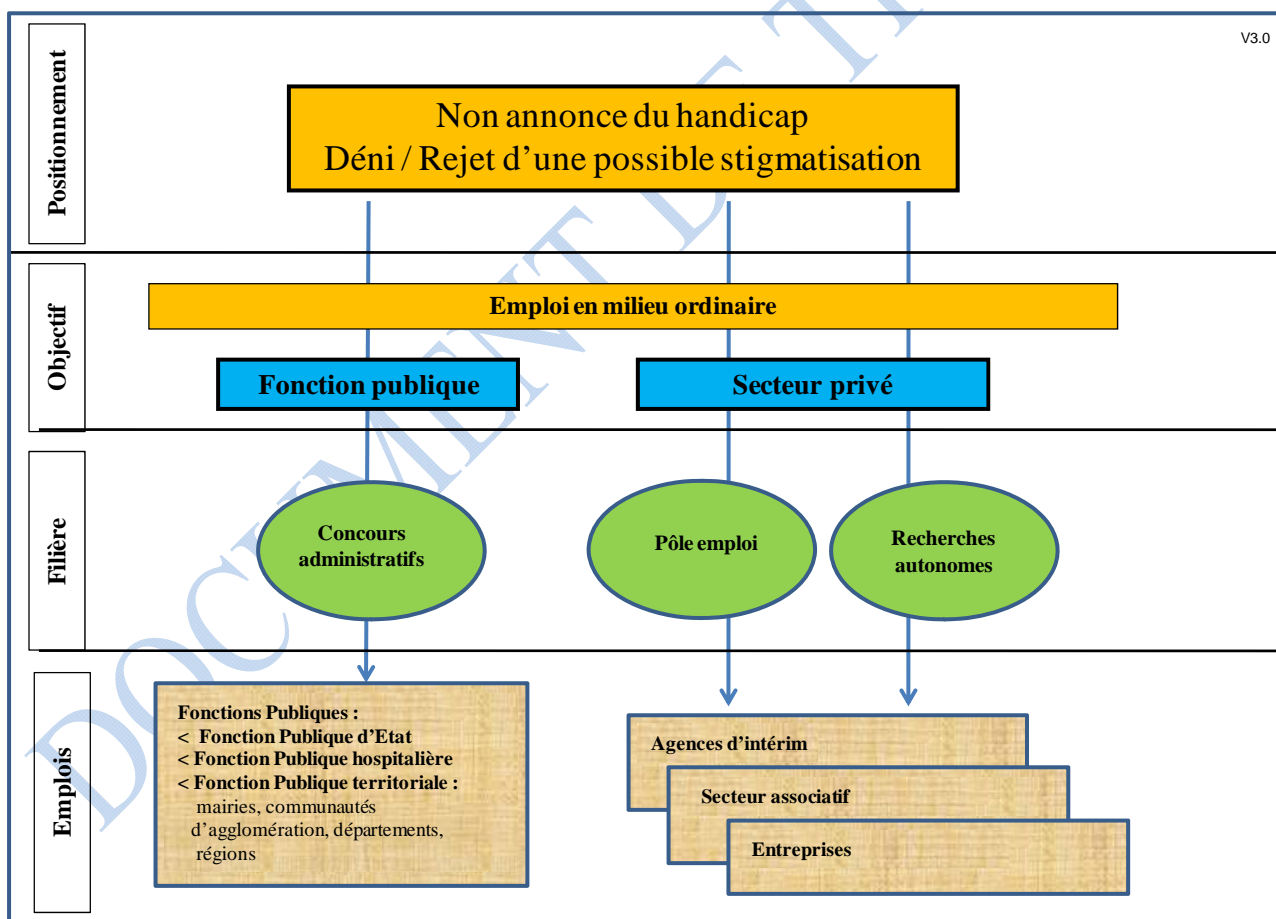 V3.0
Positionnement
Non annonce du handicap
Déni / Rejet d’une possible stigmatisation
Objectif
Emploi en milieu ordinaire
Fonction publique
Secteur privé
Filière
Concours
administratifs
Pôle emploi
Recherches
autonomes
Emplois
Fonctions Publiques :
< Fonction Publique d’Etat
< Fonction Publique hospitalière
< Fonction Publique territoriale :
mairies, communautés
d’agglomération, départements,
régions
Agences d’intérim
Secteur associatif
Entreprises
DOCUMENT DE